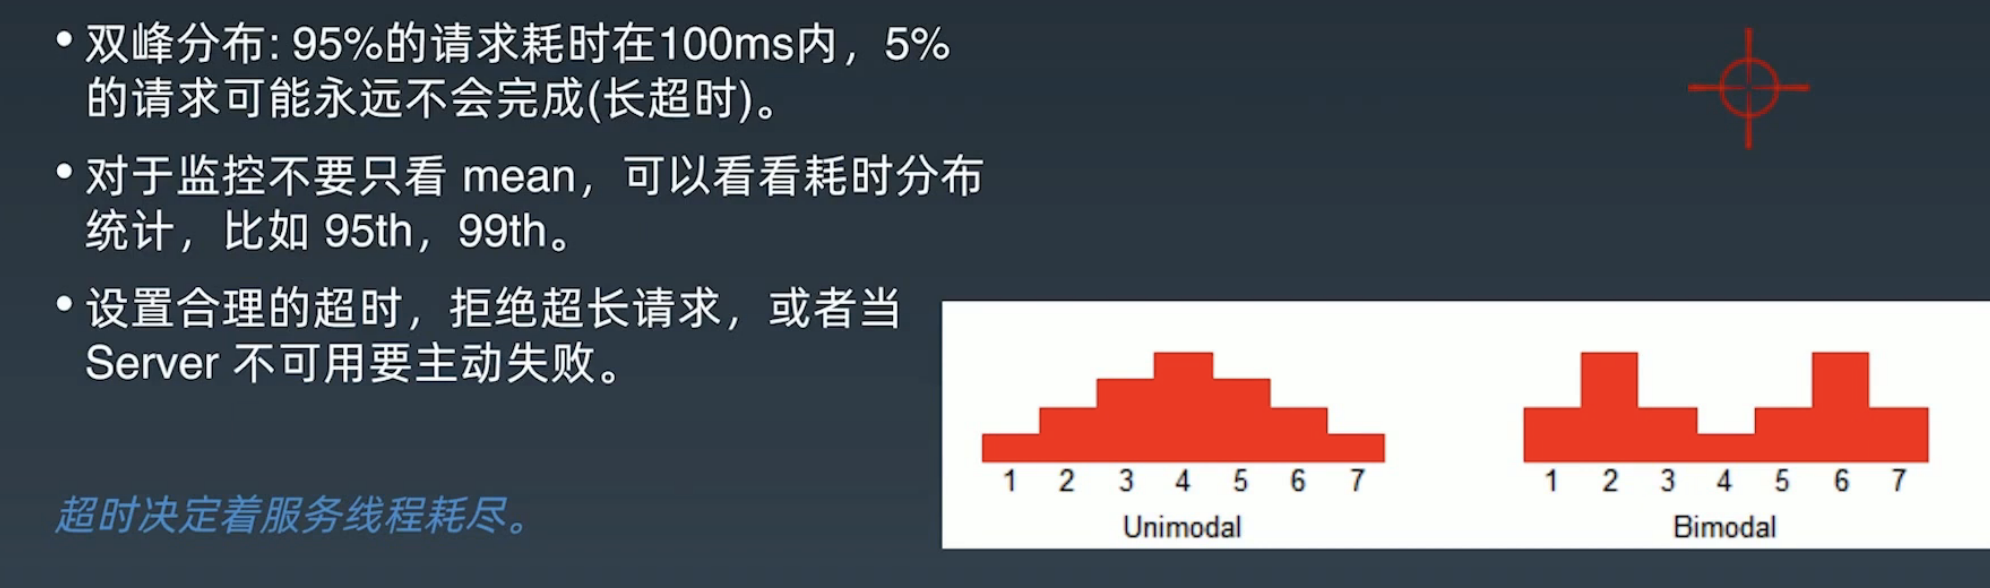 • 双峰分布: 95%的请求耗时在100ms内，5%
的请求可能永远不会完成(长超时)。
• 对于监控不要只看 mean，可以看看耗时分布
统计，比如 95th，99th。
• 设置合理的超时，拒绝超长请求，或者当
Server 不可用要主动失败。
超时决定着服务线程耗尽。
1 2 3 4 5 6 7
Unimodal
1 2 3 4 5 6 7
Bimodal